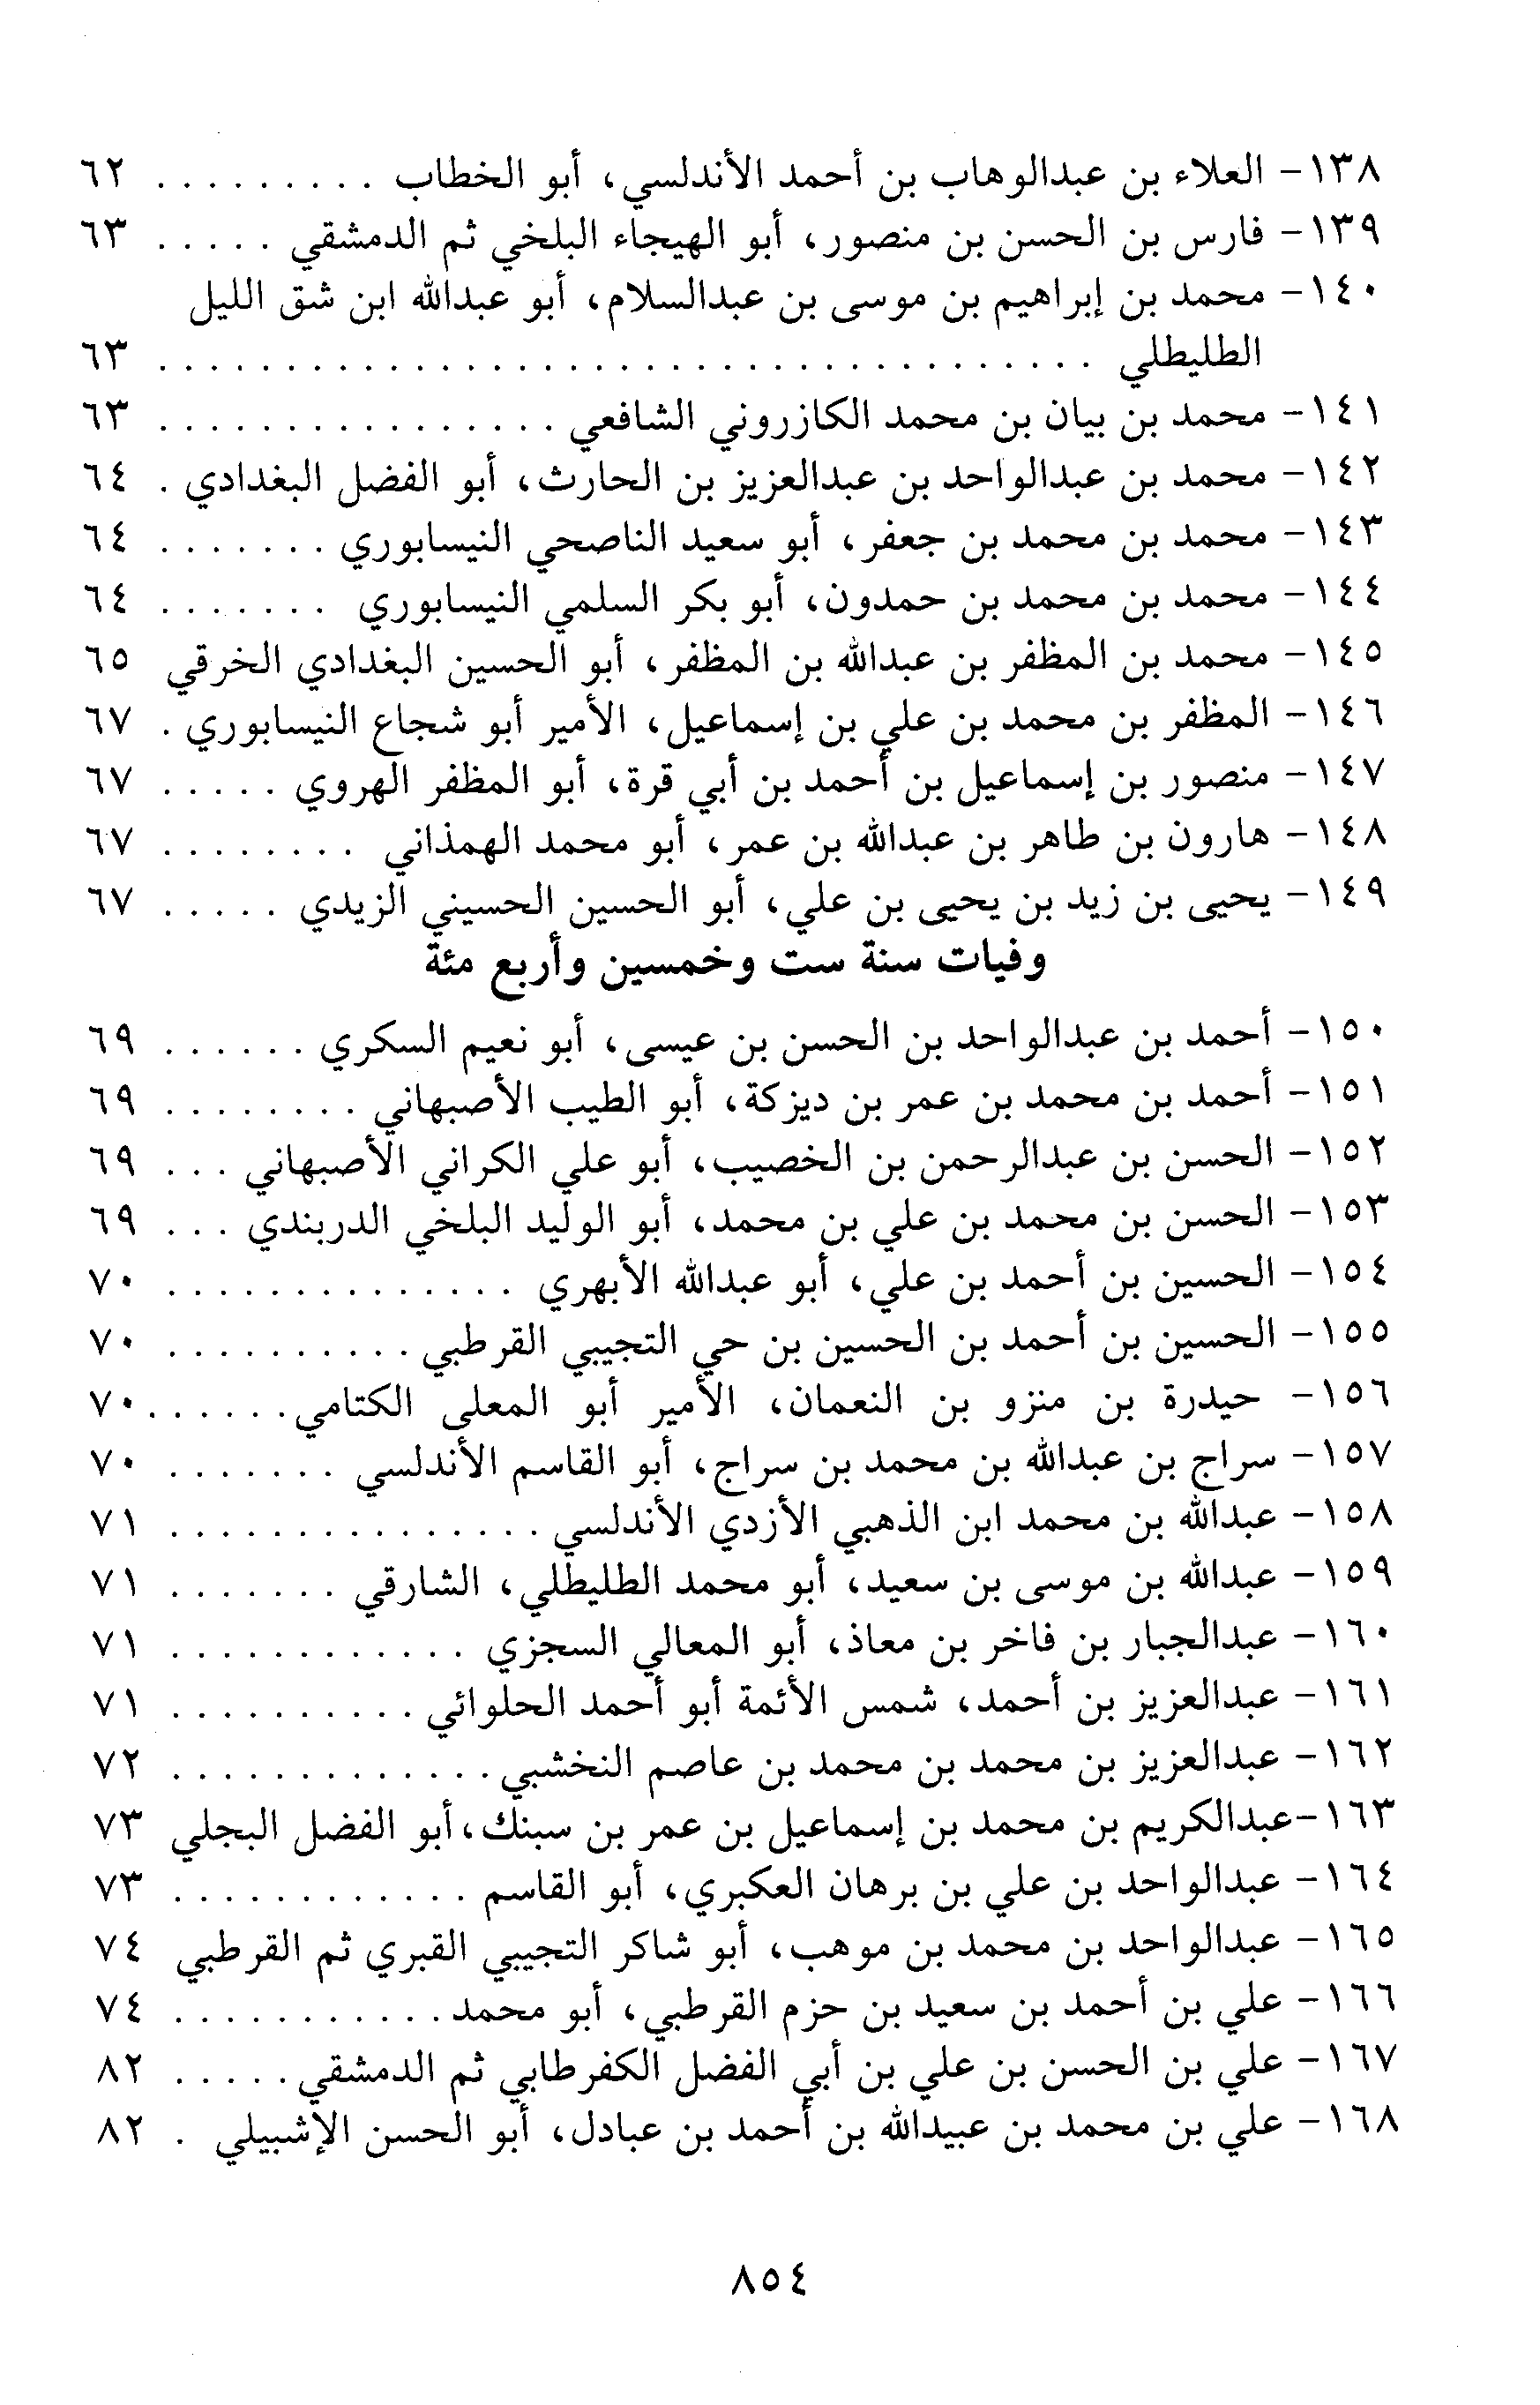 ١٣٨- العلاء بن عبدالوهاب بن أحمد الأندلسي، أبو الخطاب . . . . . . . . . ٦٢
١٣٩- فارس بن الحسن بن منصور، أبو الهيجاء البلخي ثم الدمشقي . . . . . ٦٣
١٤٠- محمد بن إبراهيم بن موسى بن عبدالسلام، أبو عبدالله ابن شق الليل
الطليطلي . . . . . . . . . . . . . . . . . . . . . . . . . . . . . . . . . . . . . ٦٣
١٤١- محمد بن بيان بن محمد الكازروني الشافعي . . . . . . . . . . . . . . . . ٦٣
١٤٢- محمد بن عبدالواحد بن عبدالعزيز بن الحارث، أبو الفضل البغدادي . ٦٤
١٤٣- محمد بن محمد بن جعفر، أبو سعيد الناصحي النيسابوري . . . . . . . ٦٤
١٤٤- محمد بن محمد بن حمدون، أبو بكر السلمي النيسابوري . . . . . . . ٦٤
١٤٥- محمد بن المظفر بن عبدالله بن المظفر، أبو الحسين البغدادي الخرقي ٦٥
١٤٦- المظفر بن محمد بن علي بن إسماعيل، الأمير أبو شجاع النيسابوري . ٦٧
١٤٧- منصور بن إسماعيل بن أحمد بن أبي قرة، أبو المظفر الهروي . . . . . ٦٧
١٤٨- هارون بن طاهر بن عبدالله بن عمر، أبو محمد الهمذاني . . . . . . . . ٦٧
١٤٩- يحيى بن زيد بن يحيى بن علي، أبو الحسين الحسيني الزيدي . . . . . ٦٧
وفيات سنة ست وخمسين وأربع مئة
١٥٠- أحمد بن عبدالواحد بن الحسن بن عيسى، أبو نعيم السكري . . . . . . ٦٩
١٥١- أحمد بن محمد بن عمر بن ديزكة، أبو الطيب الأصبهاني . . . . . . . . ٦٩
١٥٢- الحسن بن عبدالرحمن بن الخصيب، أبو علي الكراني الأصبهاني . . . ٦٩
١٥٣- الحسن بن محمد بن علي بن محمد، أبو الوليد البلخي الدربندي . . . ٦٩
١٥٤- الحسين بن أحمد بن علي، أبو عبدالله الأبهري . . . . . . . . . . . . . . ٧٠
١٥٥- الحسين بن أحمد بن الحسين بن حي التجيبي القرطبي . . . . . . . . . . ٧٠
١٥٦- حيدرة بن منزو بن النعمان، الأمير أبو المعلى الكتامي . . . . . . ٧٠
١٥٧- سراج بن عبدالله بن محمد بن سراج، أبو القاسم الأندلسي . . . . . . . ٧٠
١٥٨- عبدالله بن محمد ابن الذهبي الأزدي الأندلسي . . . . . . . . . . . . . . . ٧١
١٥٩- عبدالله بن موسى بن سعيد، أبو محمد الطليطلي، الشارقي . . . . . . . ٧١
١٦٠- عبدالجبار بن فاخر بن معاذ، أبو المعالي السجزي . . . . . . . . . . . . ٧١
١٦١- عبدالعزيز بن أحمد، شمس الأئمة أبو أحمد الحلوائي . . . . . . . . . . ٧١
١٦٢- عبدالعزيز بن محمد بن محمد بن عاصم النخشبي . . . . . . . . . . . . . ٧٢
١٦٣-عبدالكريم بن محمد بن إسماعيل بن عمر بن سبنك، أبو الفضل البجلي ٧٣
١٦٤- عبدالواحد بن علي بن برهان العكبري، أبو القاسم . . . . . . . . . . . . ٧٣
١٦٥- عبدالواحد بن محمد بن موهب، أبو شاكر التجيبي القبري ثم القرطبي ٧٤
١٦٦- علي بن أحمد بن سعيد بن حزم القرطبي، أبو محمد . . . . . . . . . . . ٧٤
١٦٧- علي بن الحسن بن علي بن أبي الفضل الكفرطابي ثم الدمشقي . . . . . ٨٢
١٦٨- علي بن محمد بن عبيدالله بن أحمد بن عبادل، أبو الحسن الإشبيلي . ٨٢
٨٥٤